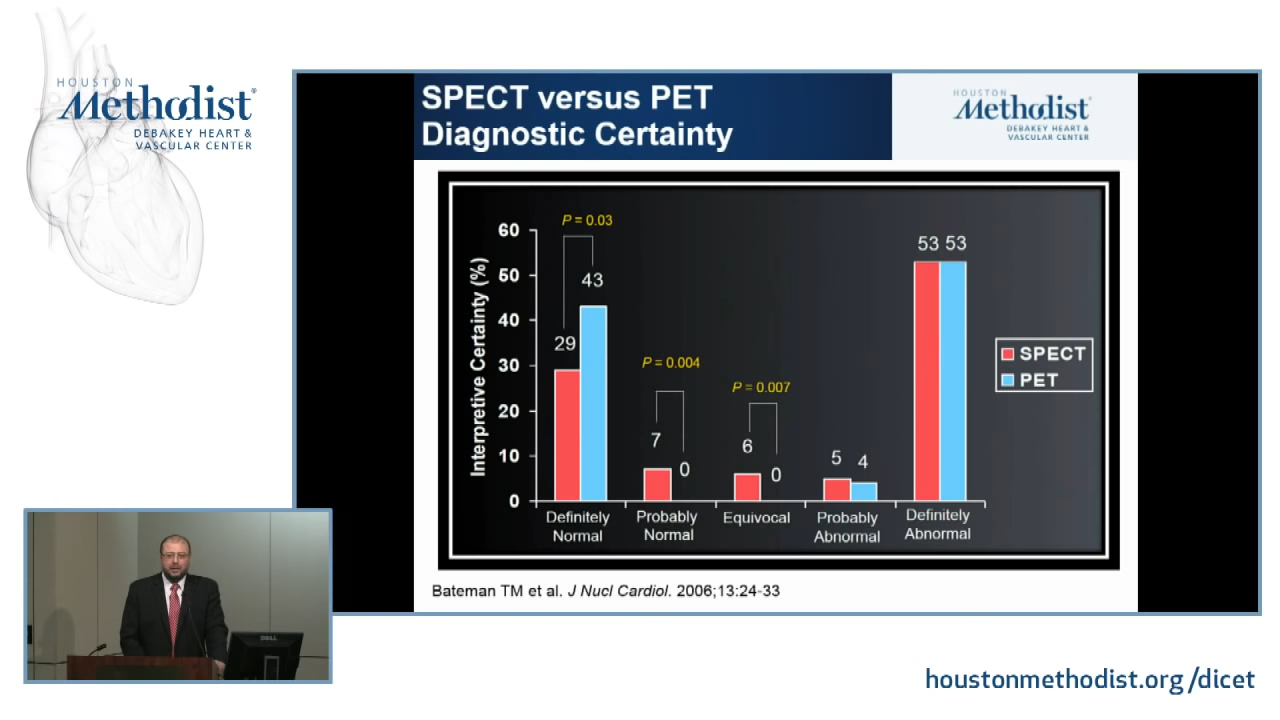 HOUSTON
Methodist®
DEBAKEY HEART &
VASCULAR CENTER
SPECT versus PET
Diagnostic Certainty
HOUSTON
Methodist®
DEBAKEY HEART &
VASCULAR CENTER
Interpretive Certainty (%)
60
50
40
30
20
10
0
P = 0.03
29
43
P = 0.004
7
0
P = 0.007
6
0
5
4
53
53
Definitely
Normal
Probably
Normal
Equivocal
Probably
Abnormal
Definitely
Abnormal
SPECT
PET
Bateman TM et al. J Nucl Cardiol. 2006;13:24-33
DELL
houstonmethodist.org/dicet